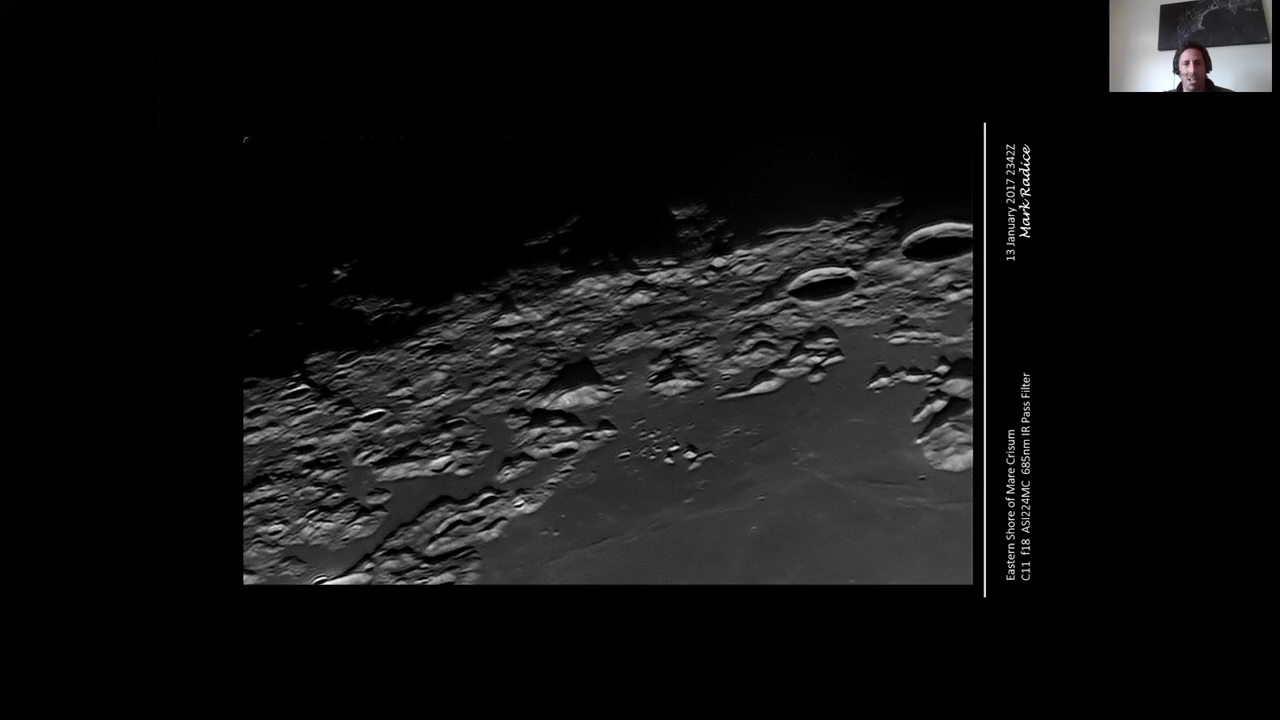 13 January 2017 2342Z
Mark Radice
Eastern Shore of Mare Crisum
C11 f18 ASI224MC 685nm IR Pass Filter